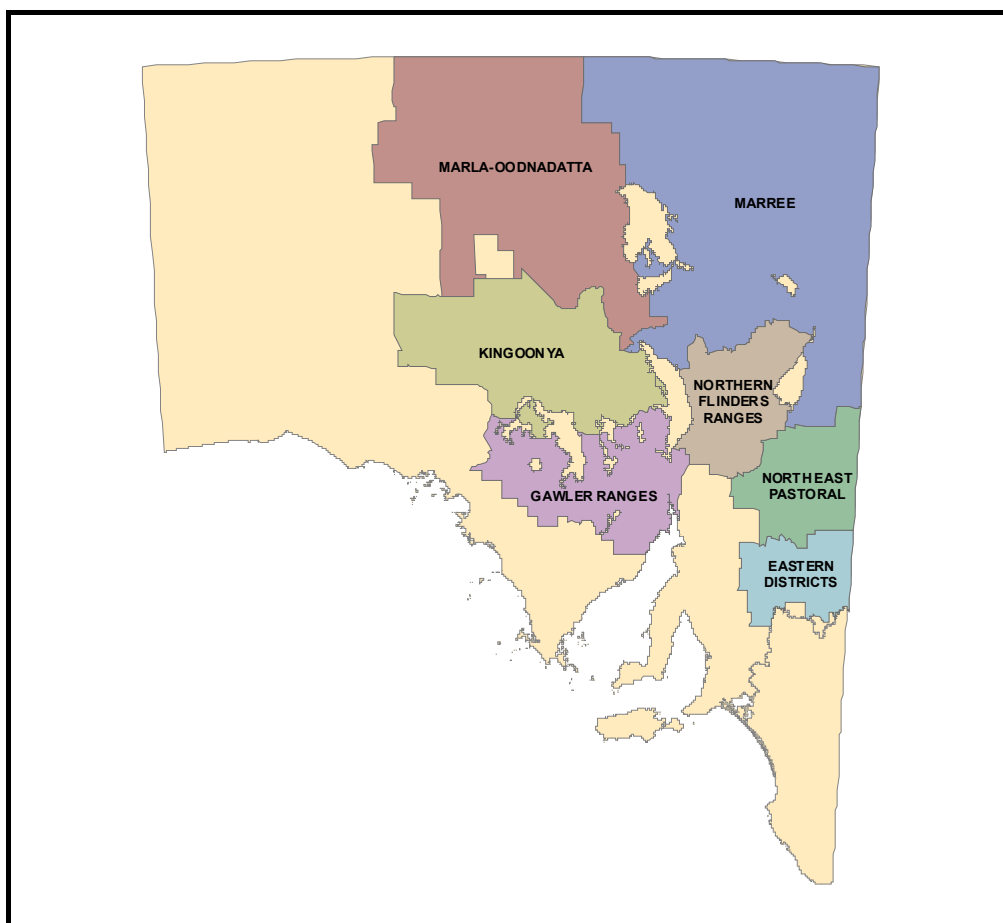 MARLA-OODNADATTA
MARREE
KINGOONYA
NORTHERN
FLINDERS
RANGES
NORTHEAST
PASTORAL
GAWLER RANGES
EASTERN
DISTRICTS